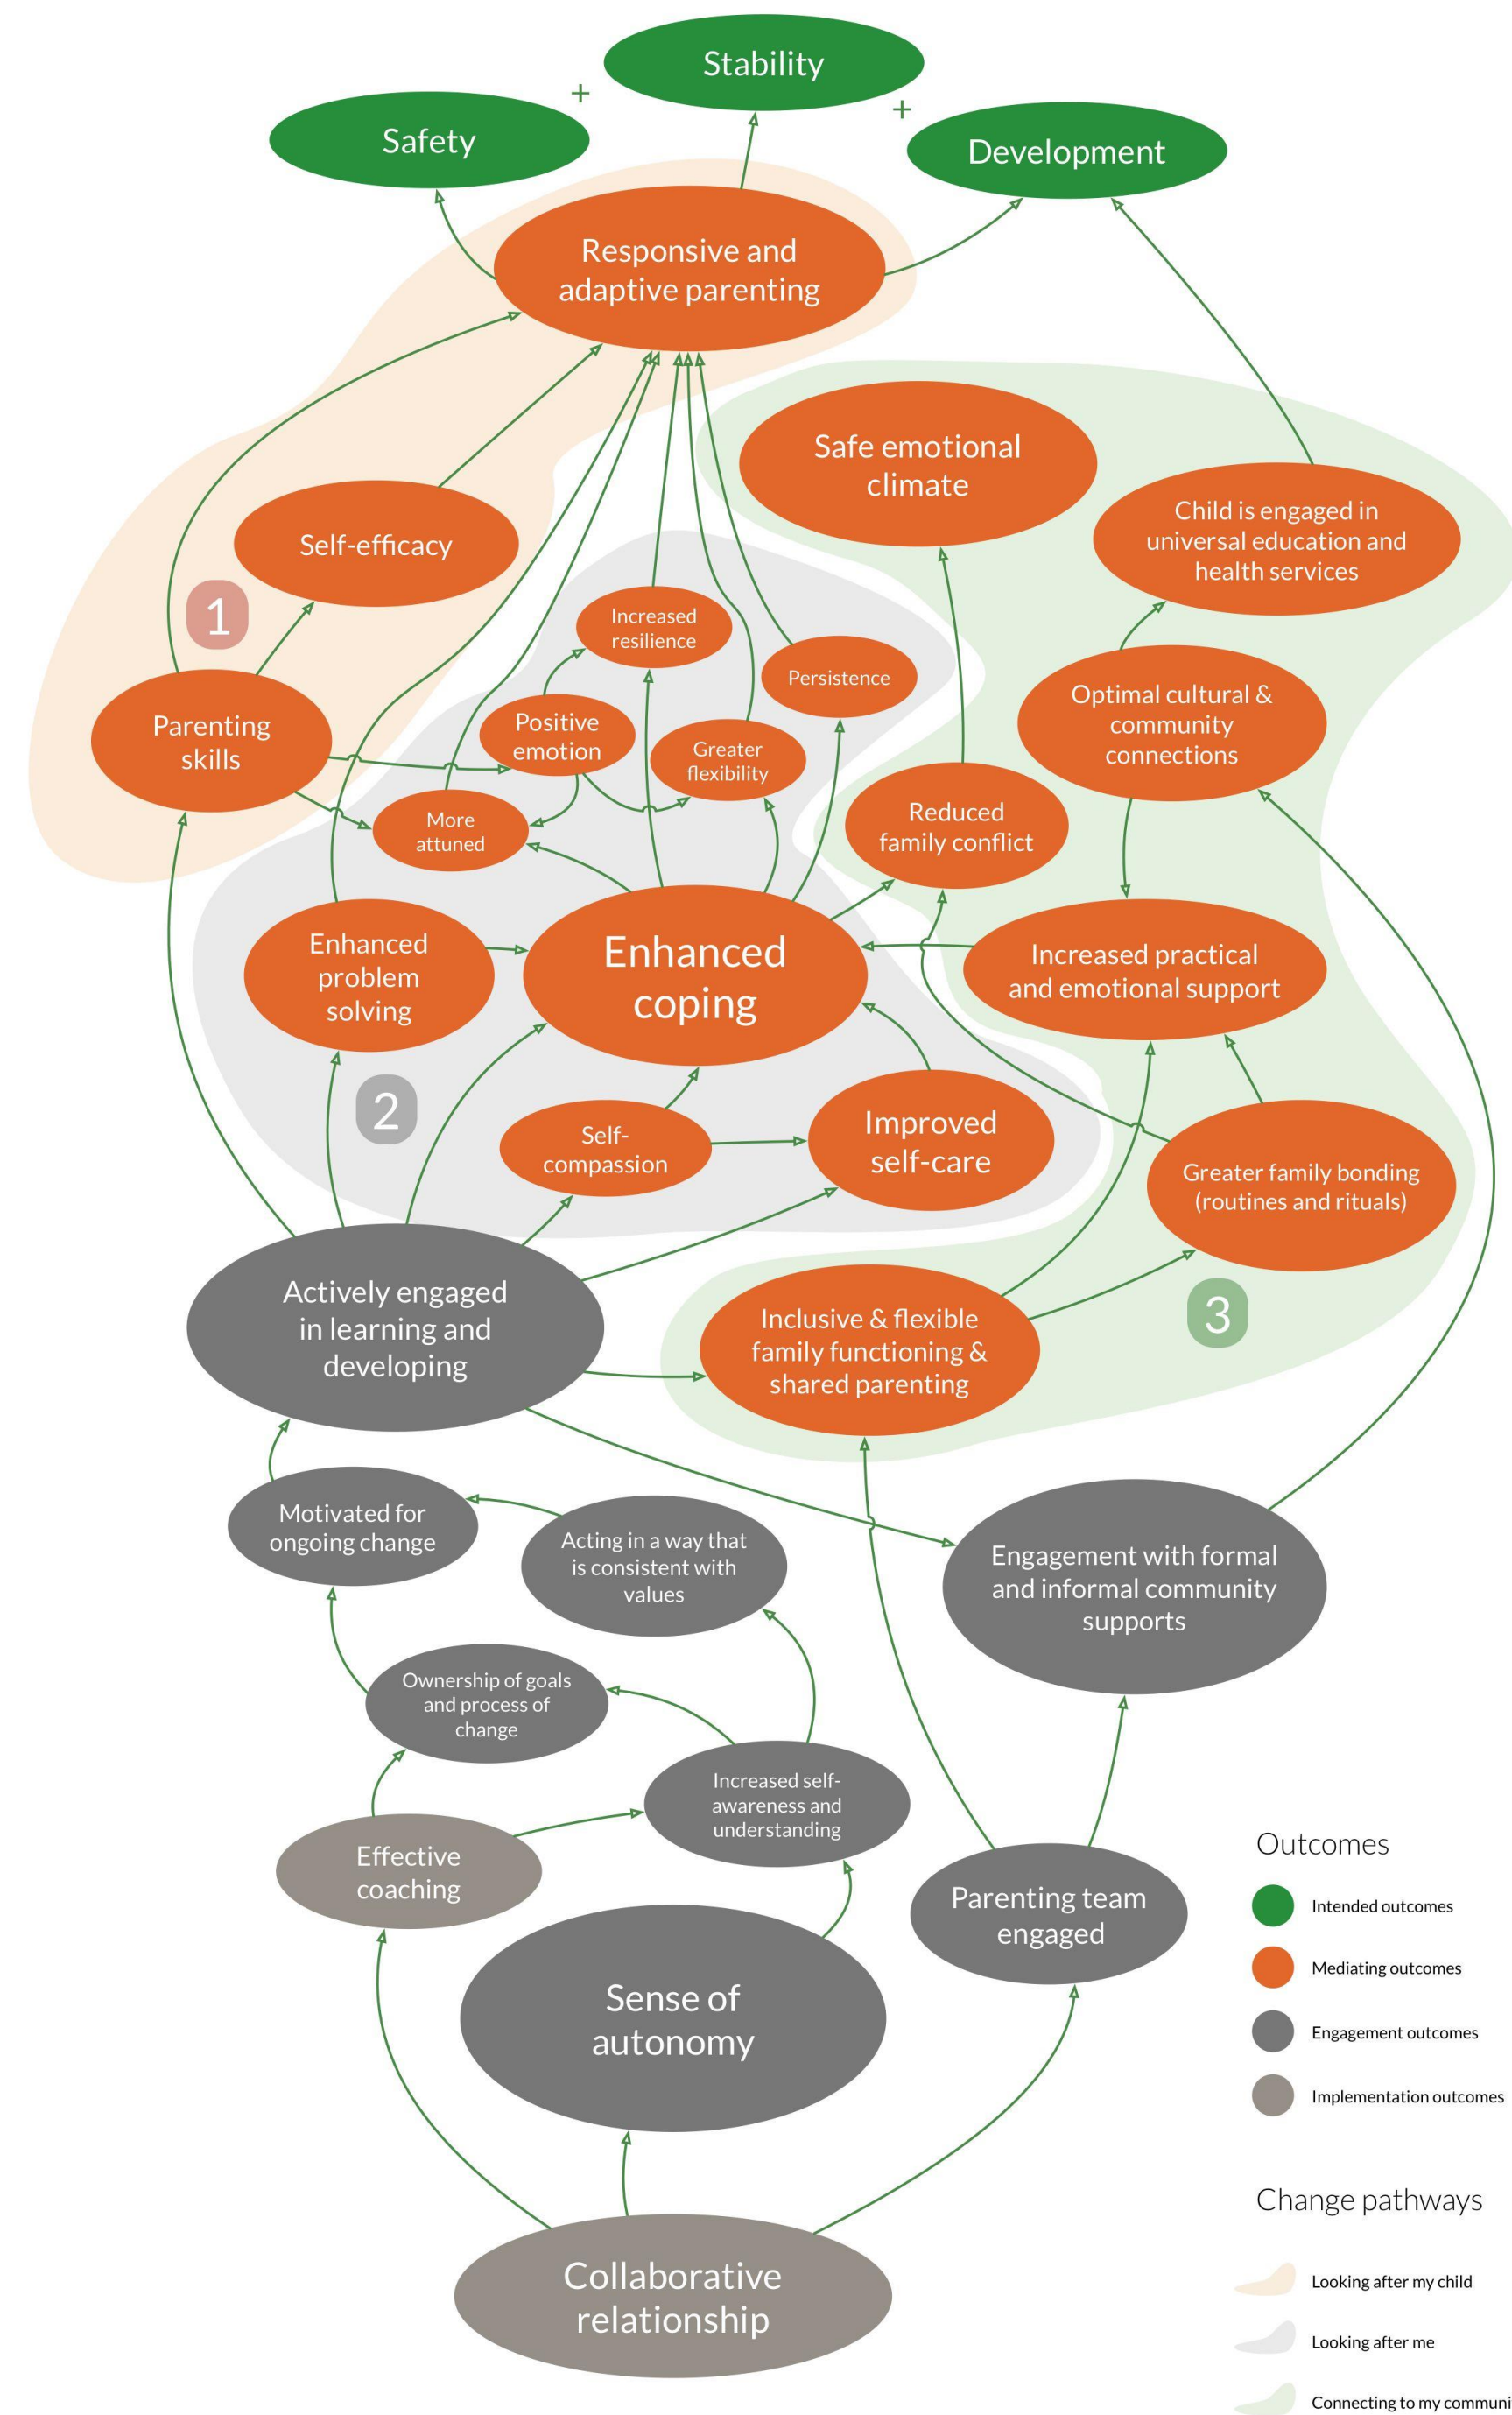 Stability
+
+
Safety
Development
Responsive and
adaptive parenting
Safe emotional
climate
Child is engaged in
universal education and
health services
Self-efficacy
1
Increased
resilience
Persistence
Parenting
skills
Positive
emotion
Greater
flexibility
Optimal cultural &
community
connections
More
attuned
Reduced
family conflict
Enhanced
problem
solving
Enhanced
coping
Increased practical
and emotional support
2
Self-
compassion
Improved
self-care
Greater family bonding
(routines and rituals)
Actively engaged
in learning and
developing
Inclusive & flexible
family functioning &
shared parenting
3
Motivated for
ongoing change
Acting in a way that
is consistent with
values
Engagement with formal
and informal community
supports
Ownership of goals
and process of
change
Increased self-
awareness and
understanding
Effective
coaching
Parenting team
engaged
Sense of
autonomy
Collaborative
relationship
Outcomes
Intended outcomes
Mediating outcomes
Engagement outcomes
Implementation outcomes
Change pathways
Looking after my child
Looking after me
Connecting to my communi